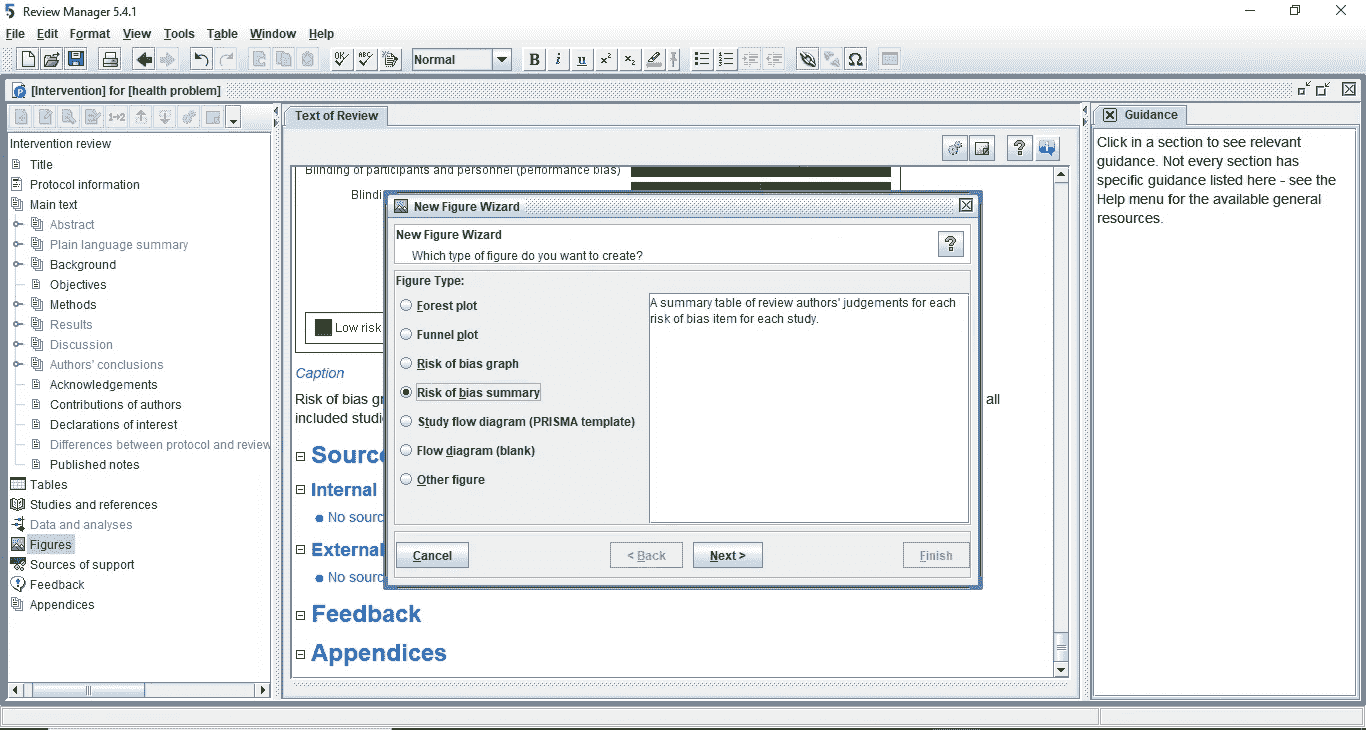 Review Manager 5.4.1
File Edit Format View Tools Table Window Help
Normal
B i u x² x₂
[Intervention] for [health problem]
1→2
Intervention review
Title
Protocol information
Main text
Abstract
Plain language summary
Background
Objectives
Methods
Results
Discussion
Authors' conclusions
Acknowledgements
Contributions of authors
Declarations of interest
Differences between protocol and review
Published notes
Tables
Studies and references
Data and analyses
Figures
Sources of support
Feedback
Appendices
Text of Review
Blinding of participants and personnel (performance bias)
Blindi
Low risk
Caption
Risk of bias gr
all
included studi
Source
Internal
No sourc
External
No sourc
Feedback
Appendices
New Figure Wizard
New Figure Wizard
Which type of figure do you want to create?
?
Figure Type:
Forest plot
Funnel plot
Risk of bias graph
Risk of bias summary
Study flow diagram (PRISMA template)
Flow diagram (blank)
Other figure
A summary table of review authors' judgements for each
risk of bias item for each study.
Cancel
< Back
Next >
Finish
Guidance
Click in a section to see relevant
guidance. Not every section has
specific guidance listed here - see the
Help menu for the available general
resources.